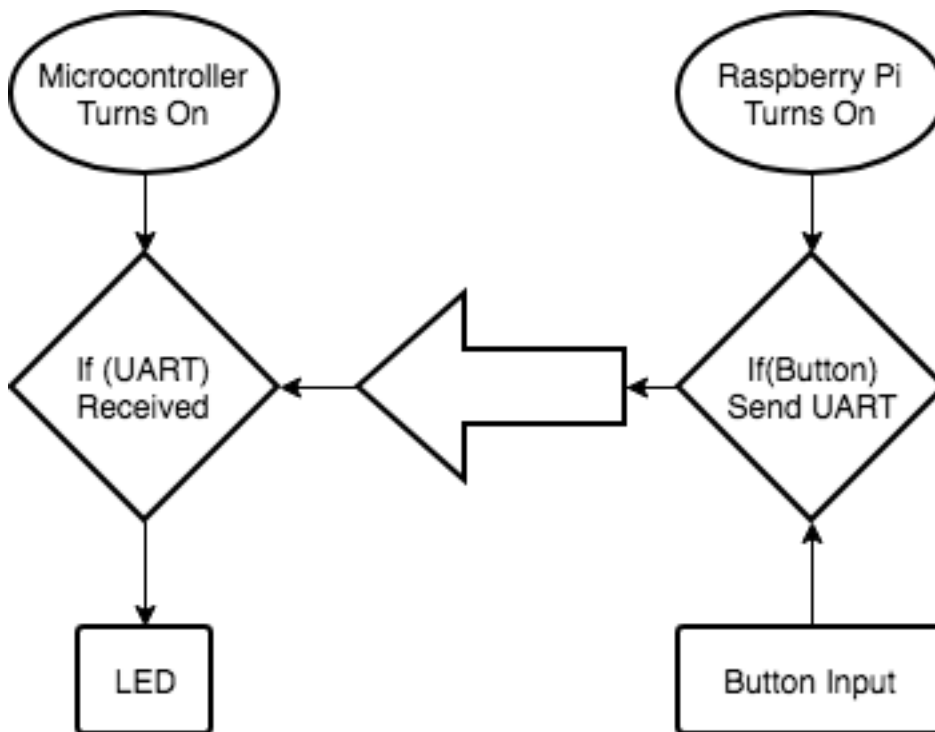 Microcontroller
Turns On
Raspberry Pi
Turns On
If (UART)
Received
If(Button)
Send UART
LED
Button Input